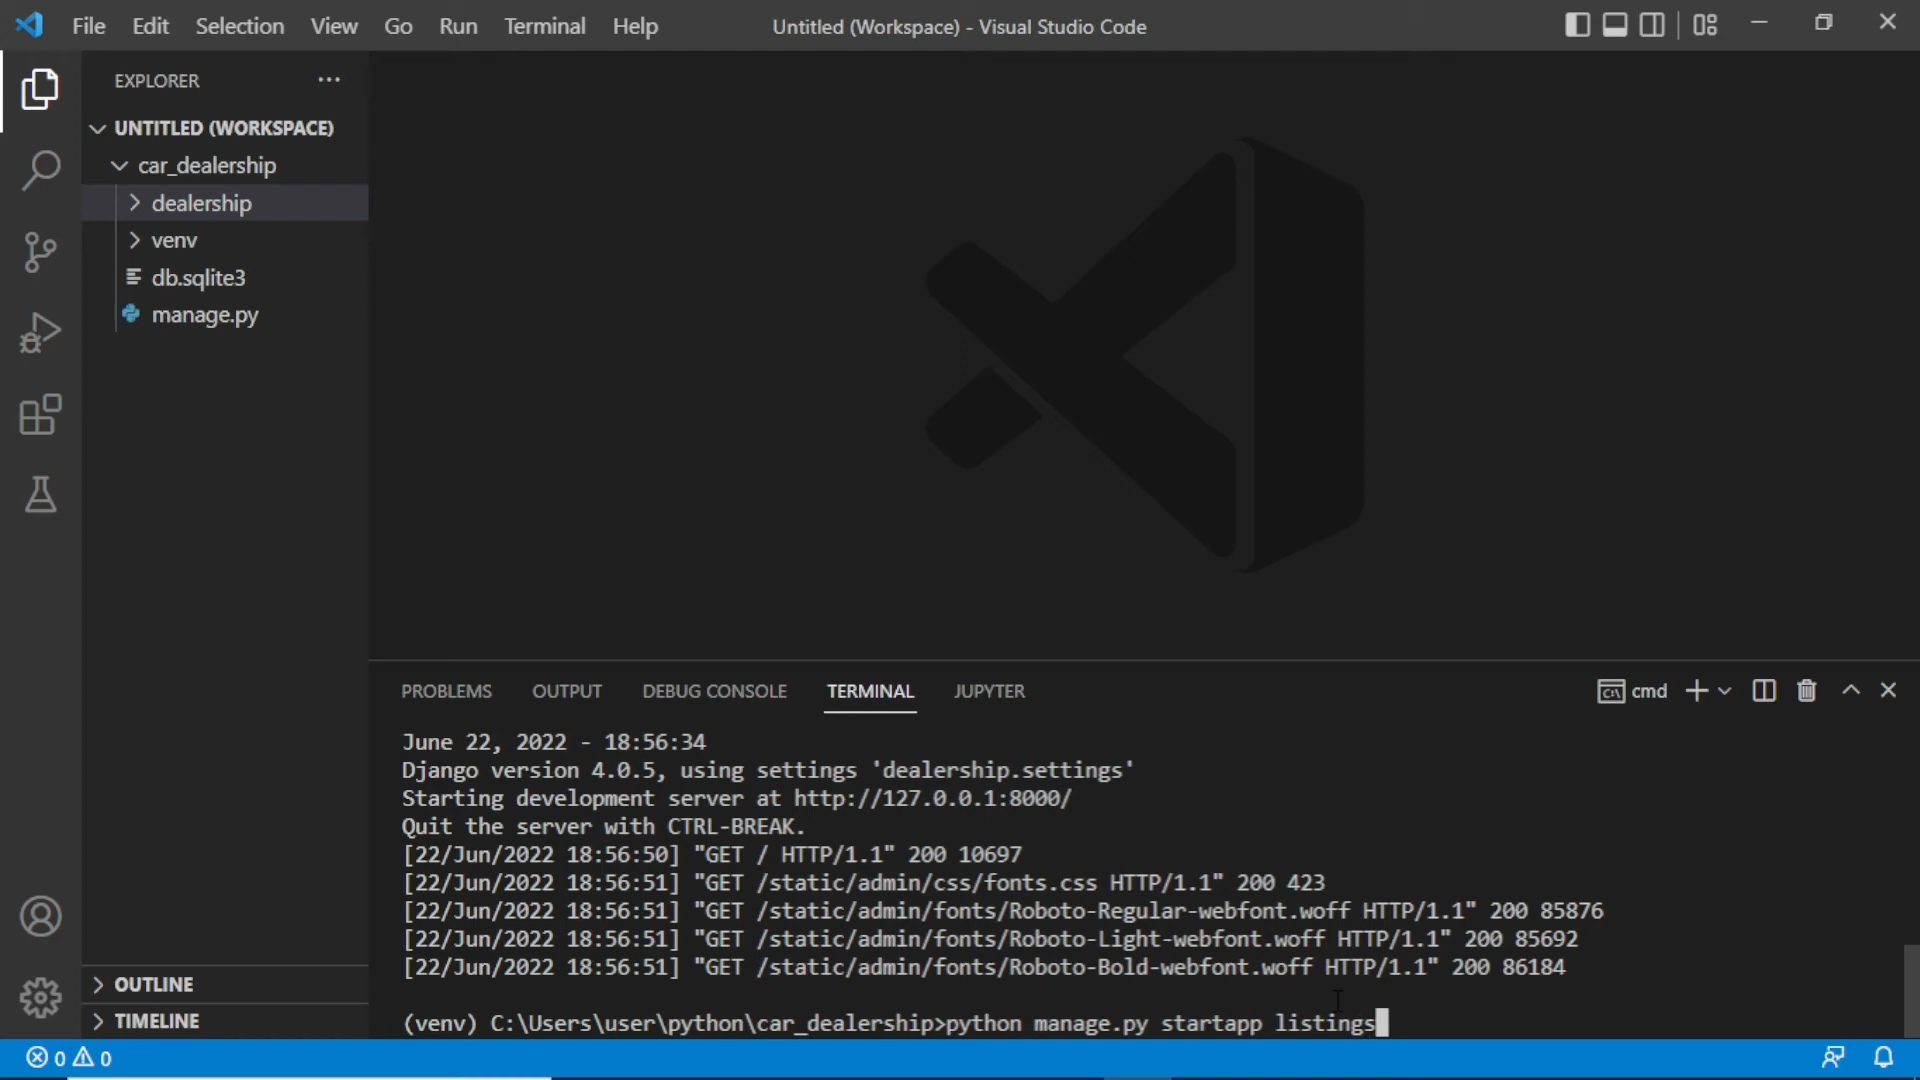 File Edit Selection View Go Run Terminal Help Untitled (Workspace) - Visual Studio Code
EXPLORER
UNTITLED (WORKSPACE)
car_dealership
dealership
venv
db.sqlite3
manage.py
OUTLINE
TIMELINE
PROBLEMS OUTPUT DEBUG CONSOLE TERMINAL JUPYTER cmd
June 22, 2022 - 18:56:34
Django version 4.0.5, using settings 'dealership.settings'
Starting development server at http://127.0.0.1:8000/
Quit the server with CTRL-BREAK.
[22/Jun/2022 18:56:50] "GET / HTTP/1.1" 200 10697
[22/Jun/2022 18:56:51] "GET /static/admin/css/fonts.css HTTP/1.1" 200 423
[22/Jun/2022 18:56:51] "GET /static/admin/fonts/Roboto-Regular-webfont.woff HTTP/1.1" 200 85876
[22/Jun/2022 18:56:51] "GET /static/admin/fonts/Roboto-Light-webfont.woff HTTP/1.1" 200 85692
[22/Jun/2022 18:56:51] "GET /static/admin/fonts/Roboto-Bold-webfont.woff HTTP/1.1" 200 86184
(venv) C:\Users\user\python\car_dealership>python manage.py startapp listings
0 0